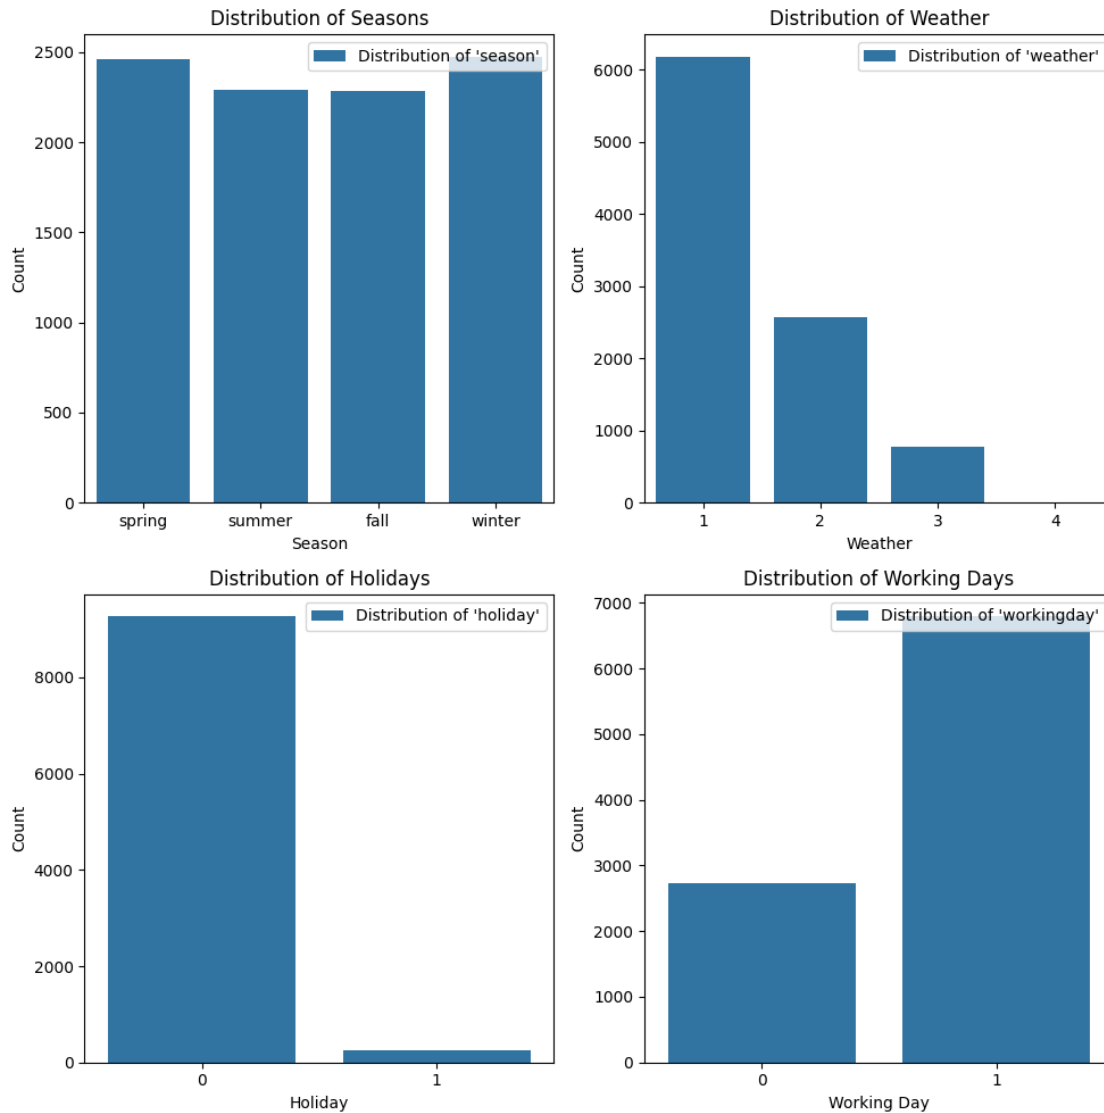 Distribution of Seasons
Distribution of 'season'
2500
2000
1500
1000
500
0
Count
spring summer fall winter
Season
Distribution of Weather
Distribution of 'weather'
6000
5000
4000
3000
2000
1000
0
Count
1 2 3 4
Weather
Distribution of Holidays
Distribution of 'holiday'
8000
6000
4000
2000
0
Count
0 1
Holiday
Distribution of Working Days
Distribution of 'workingday'
7000
6000
5000
4000
3000
2000
1000
0
Count
0 1
Working Day